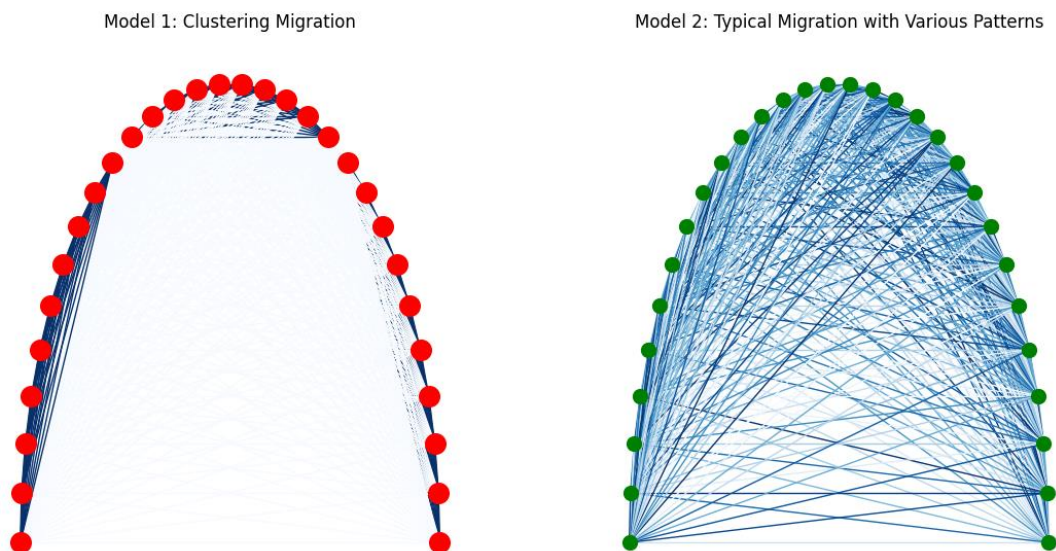 Model 1: Clustering Migration
Model 2: Typical Migration with Various Patterns